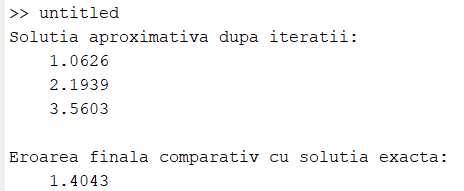 >> untitled
Solutia aproximativa dupa iteratii:
1.0626
2.1939
3.5603
Eroarea finala comparativ cu solutia exacta:
1.4043